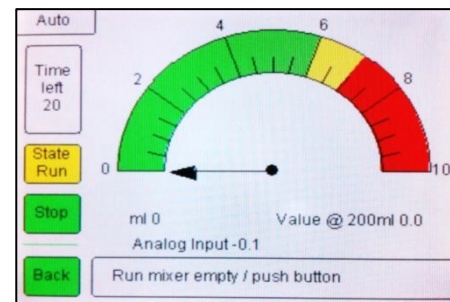 Auto
4
6
Time
left
20
2
8
State
Run
0
10
Stop
ml 0
Value @ 200ml 0.0
Analog Input -0.1
Back
Run mixer empty / push button